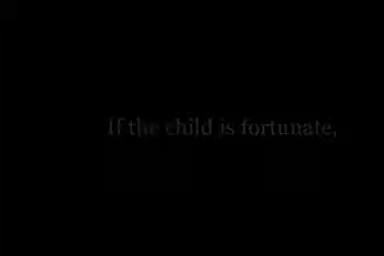 If the child is fortunate,